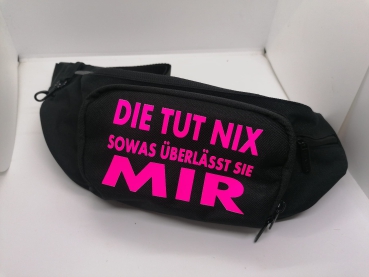 DIE TUT NIX
SOWAS ÜBERLÄSST SIE
MIR